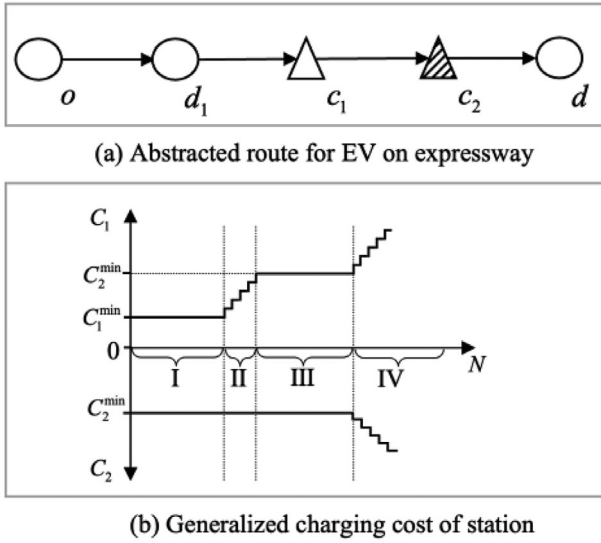 o d₁ c₁ c₂ d
(a) Abstracted route for EV on expressway
C₁
C₂ᵐⁱⁿ
C₁ᵐⁱⁿ
0
I II III IV N
C₂ᵐⁱⁿ
C₂
(b) Generalized charging cost of station